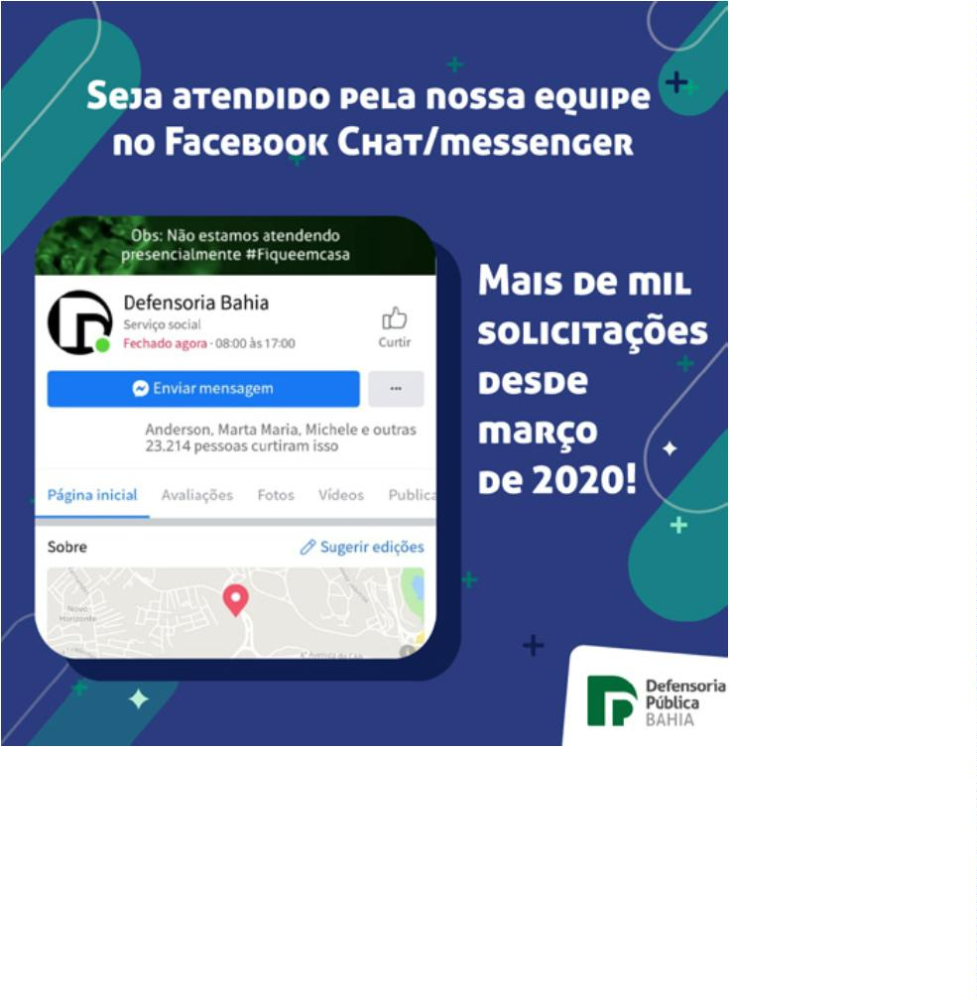 Seja atendido pela nossa equipe
no Facebook Chat/messenger
Obs: Não estamos atendendo
presencialmente #Fiqueemcasa
Defensoria Bahia
Serviço social
Fechado agora · 08:00 às 17:00
Curtir
Enviar mensagem
...
Anderson, Marta Maria, Michele e outras
23.214 pessoas curtiram isso
Página inicial Avaliações Fotos Vídeos Publica
Sobre
Sugerir edições
Novo
Horizonte
Mais de mil
solicitações
desde
março
de 2020!
Defensoria
Pública
BAHIA